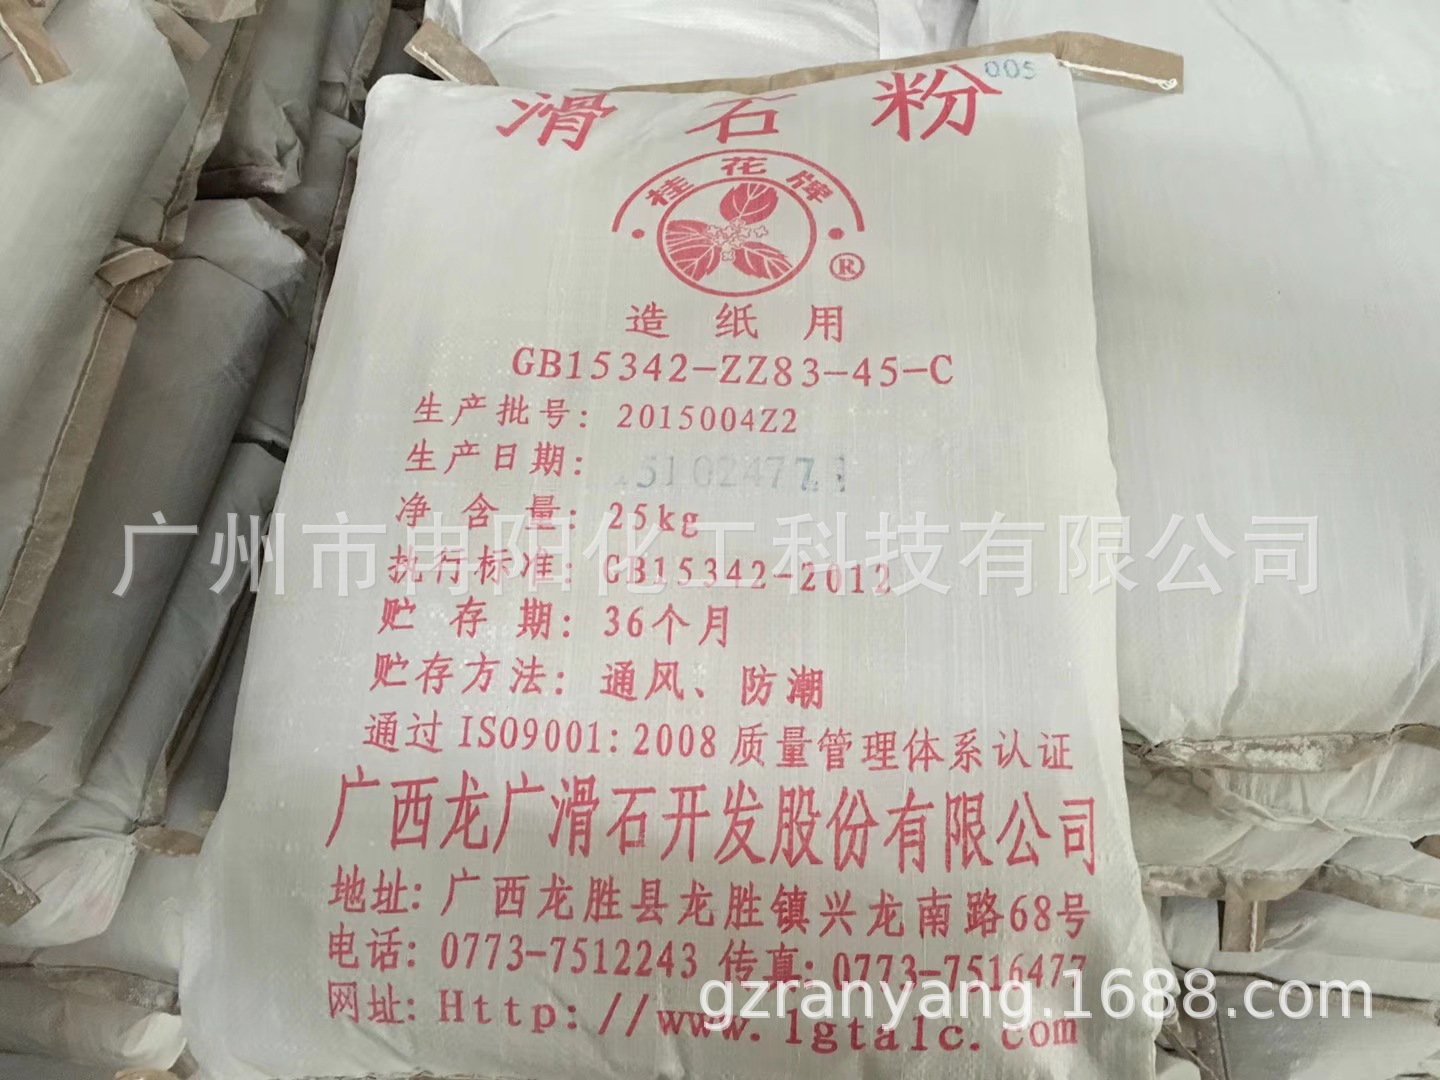 005
滑石粉
桂花牌
®
造纸用
GB15342-ZZ83-45-C
生产批号：2015004Z2
生产日期：
净含量：25kg
广州市冉阳化工科技有限公司
执行标准：GB15342-2012
贮存期：36个月
贮存方法：通风、防潮
通过ISO9001:2008质量管理体系认证
广西龙广滑石开发股份有限公司
地址：广西龙胜县龙胜镇兴龙南路68号
电话：0773-7512243 传真：0773-7516477
gzranyang.1688.com
网址：Http://www.lgtalc.com